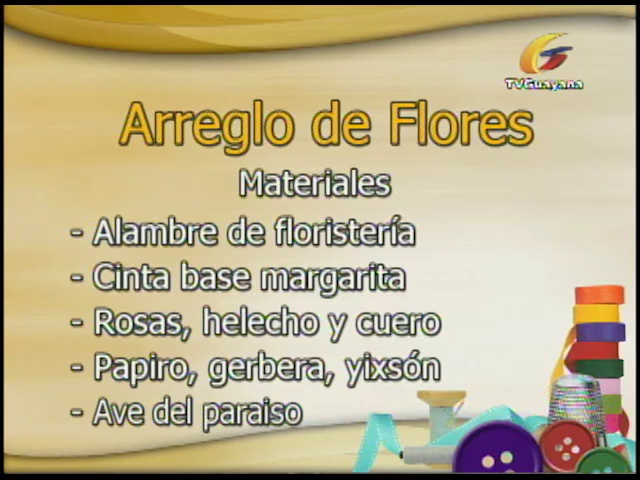 TVGuayana
Arreglo de Flores
Materiales
- Alambre de floristería
- Cinta base margarita
- Rosas, helecho y cuero
- Papiro, gerbera, yixsón
- Ave del paraiso